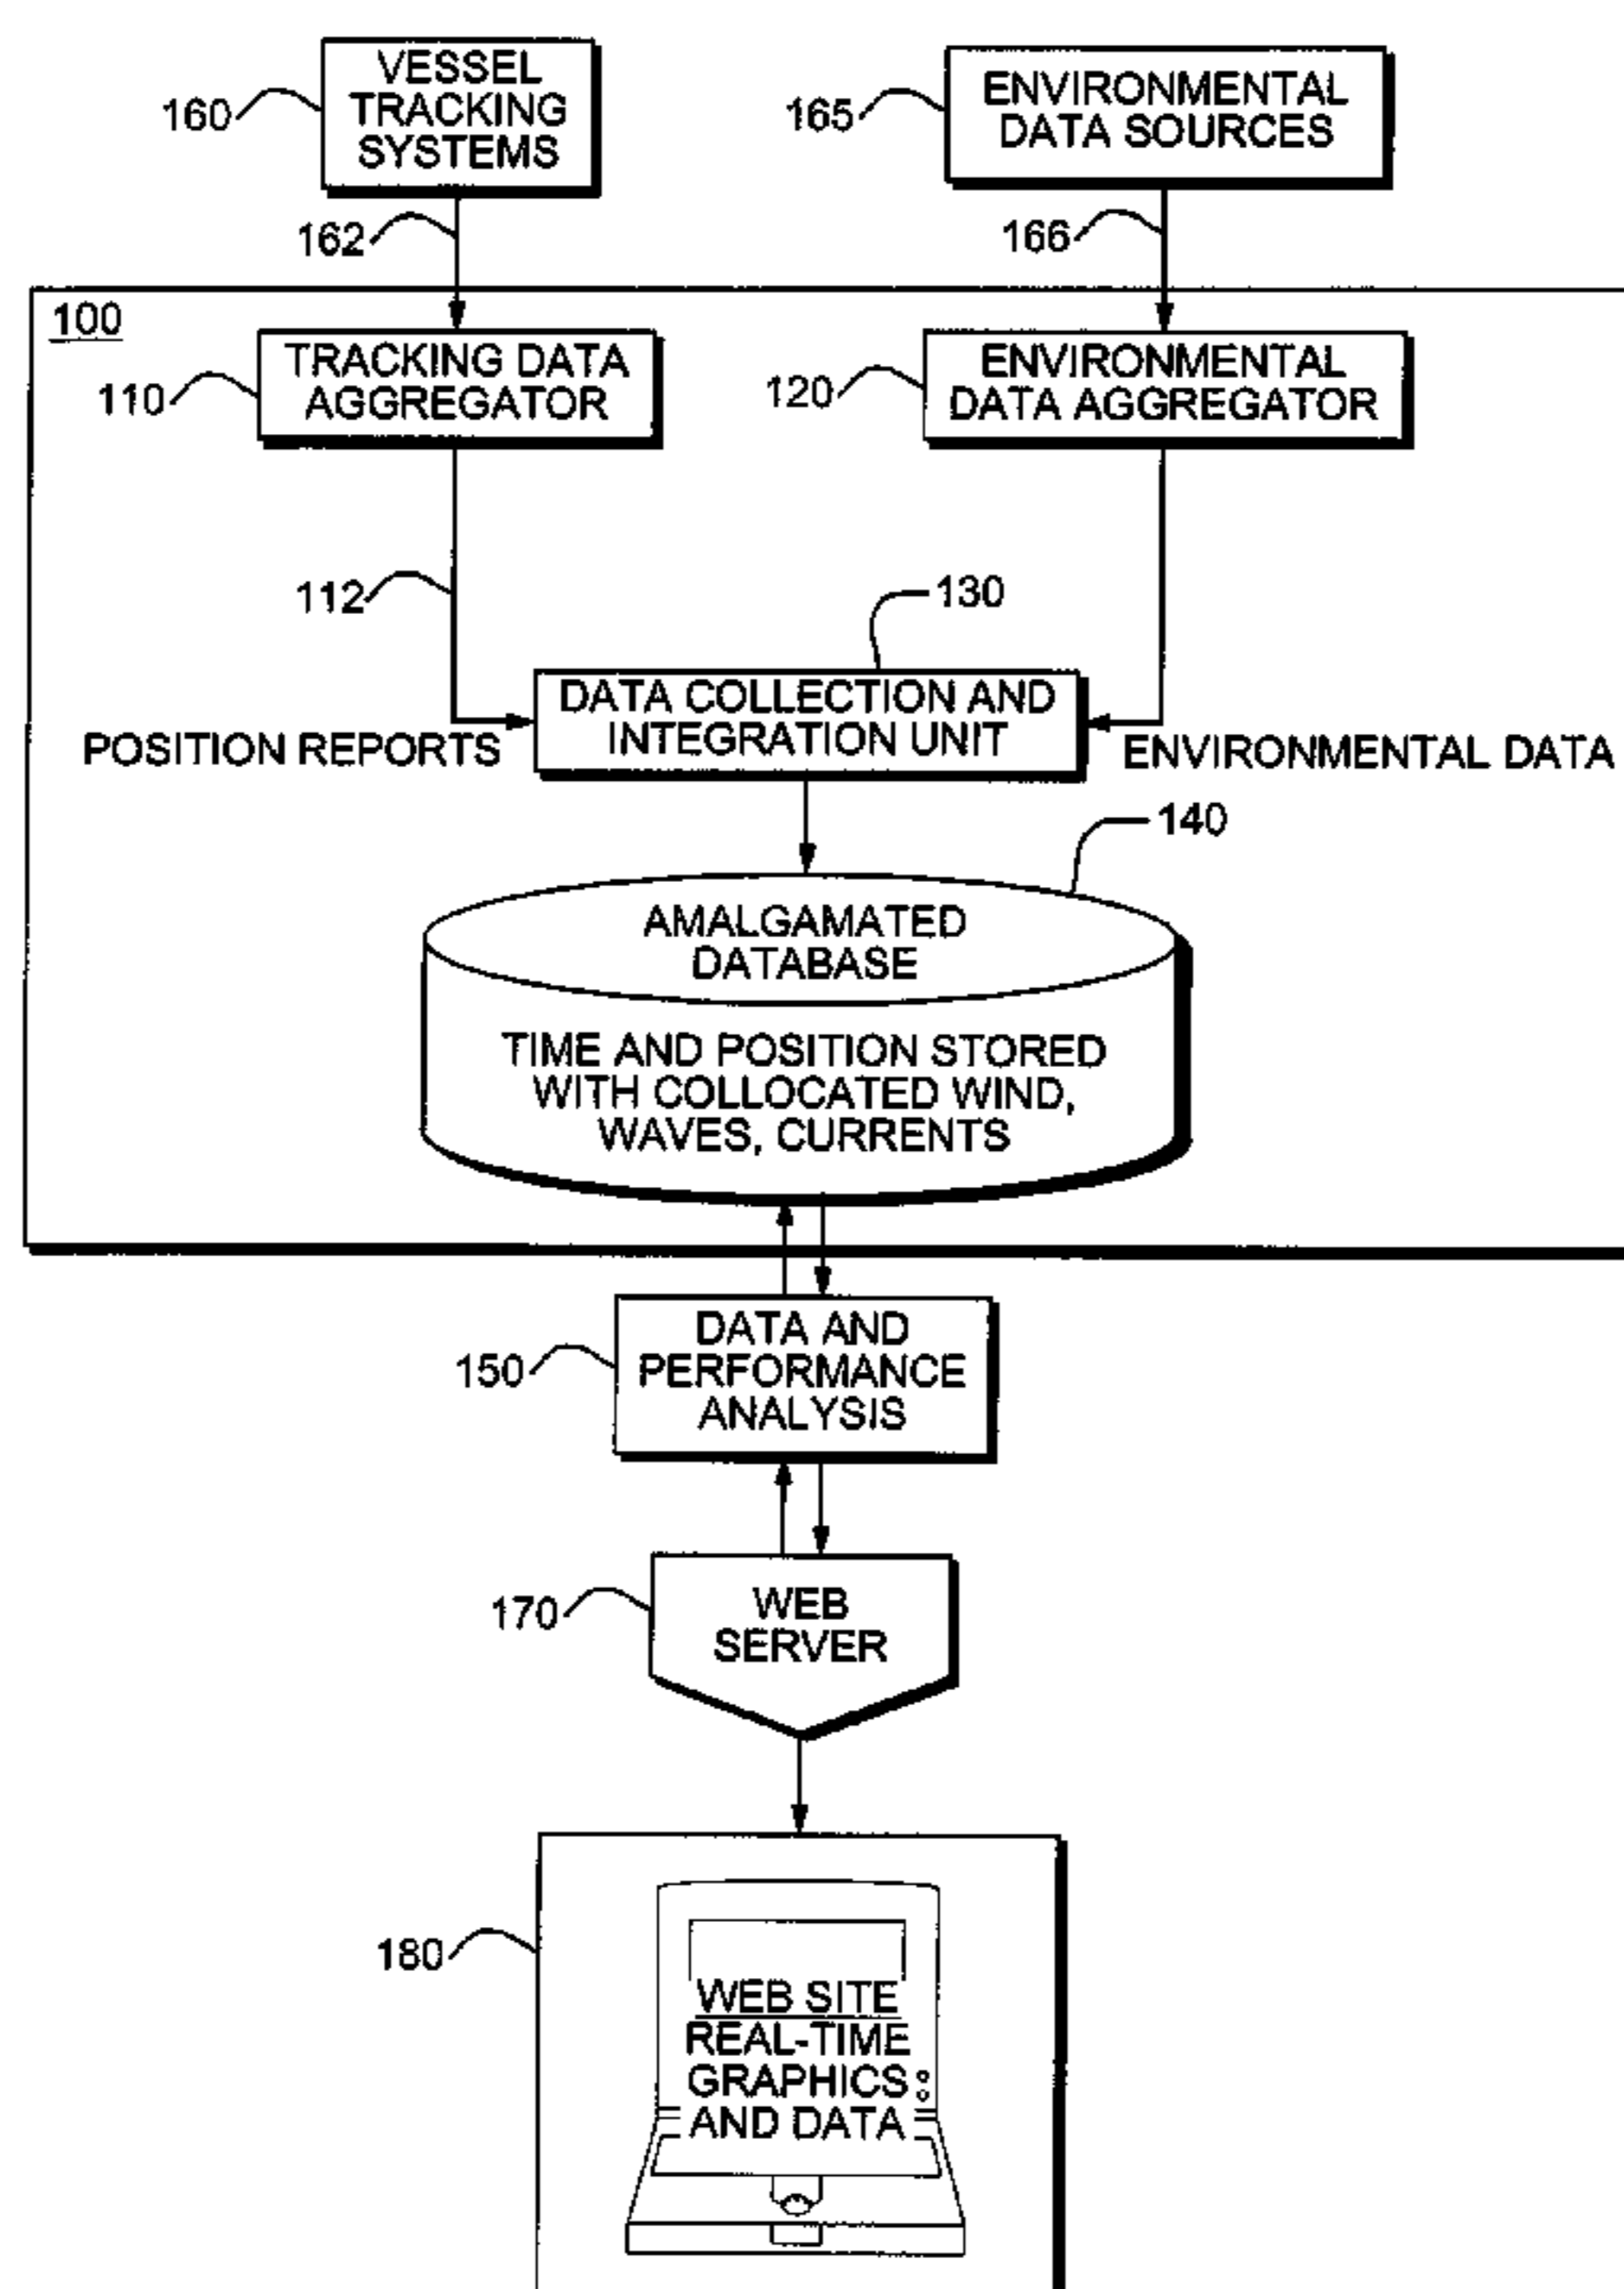 VESSEL
TRACKING
SYSTEMS
160
ENVIRONMENTAL
DATA SOURCES
165
162
166
100
TRACKING DATA
AGGREGATOR
110
ENVIRONMENTAL
DATA AGGREGATOR
120
112
130
DATA COLLECTION AND
INTEGRATION UNIT
POSITION REPORTS
ENVIRONMENTAL DATA
140
AMALGAMATED
DATABASE
TIME AND POSITION STORED
WITH COLLOCATED WIND,
WAVES, CURRENTS
DATA AND
PERFORMANCE
ANALYSIS
150
WEB
SERVER
170
180
WEB SITE
REAL-TIME
GRAPHICS
AND DATA